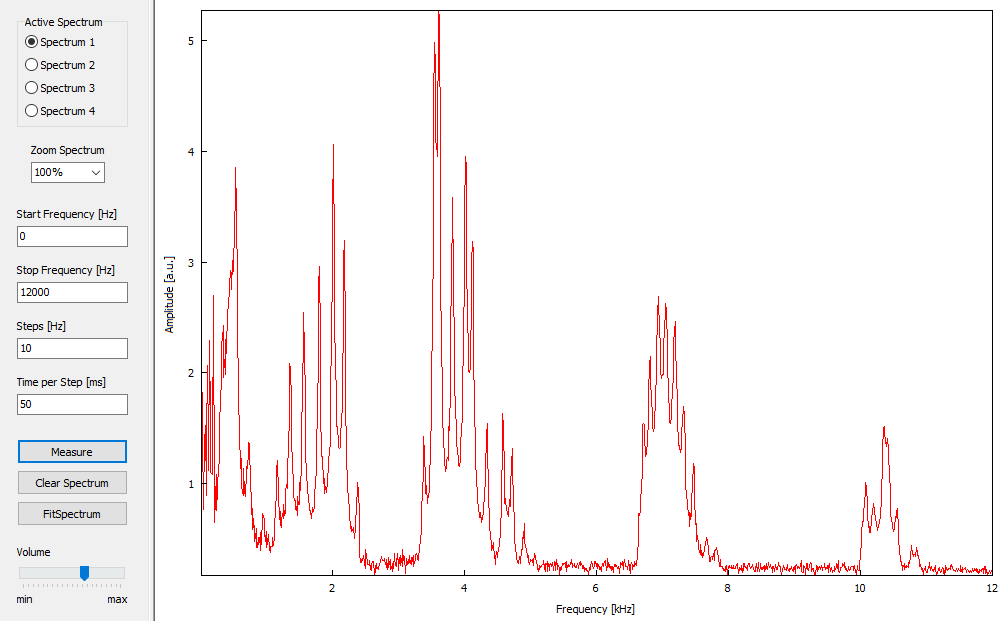 Active Spectrum
Spectrum 1
Spectrum 2
Spectrum 3
Spectrum 4
Zoom Spectrum
100%
Start Frequency [Hz]
0
Stop Frequency [Hz]
12000
Steps [Hz]
10
Time per Step [ms]
50
Measure
Clear Spectrum
FitSpectrum
Volume
min max
Amplitude [a.u.]
5
4
3
2
1
2 4 6 8 10 12
Frequency [kHz]